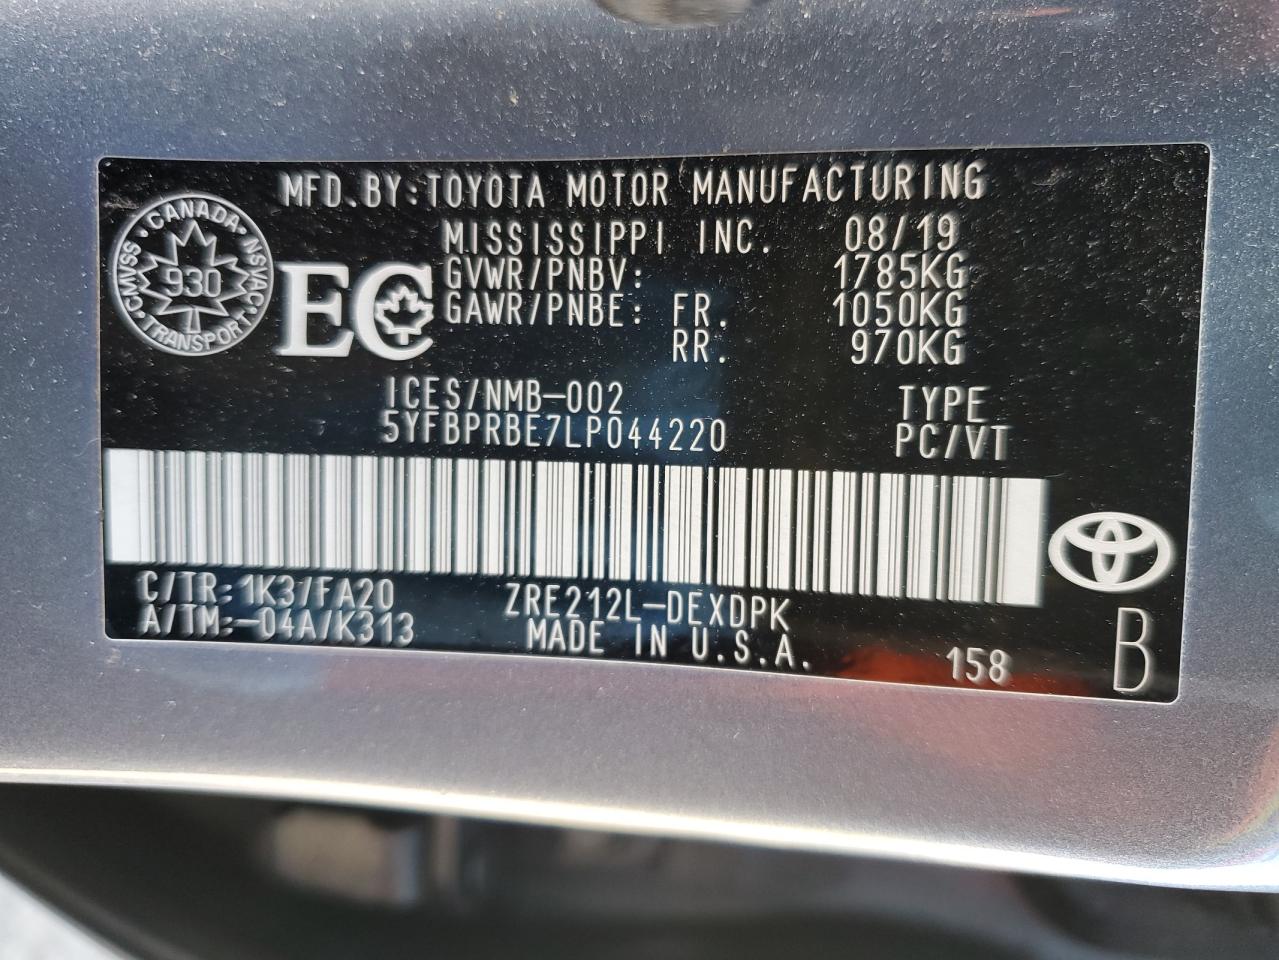 MFD.BY:TOYOTA MOTOR MANUFACTURING
MISSISSIPPI INC. 08/19
GVWR/PNBV: 1785KG
GAWR/PNBE: FR. 1050KG
RR. 970KG
CANADA · NSVAC · TRANSPORT · CMVSS ·
930
EC
ICES/NMB-002 TYPE
5YFBPRBE7LP044220 PC/VT
C/TR:1K3/FA20 ZRE212L-DEXDPK
A/TM:-04A/K313 MADE IN U.S.A. 158 B